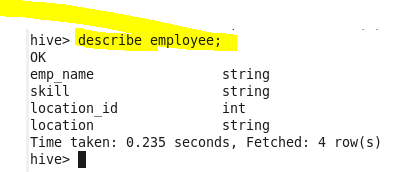 hive> describe employee;
OK
emp_name string
skill string
location_id int
location string
Time taken: 0.235 seconds, Fetched: 4 row(s)
hive>